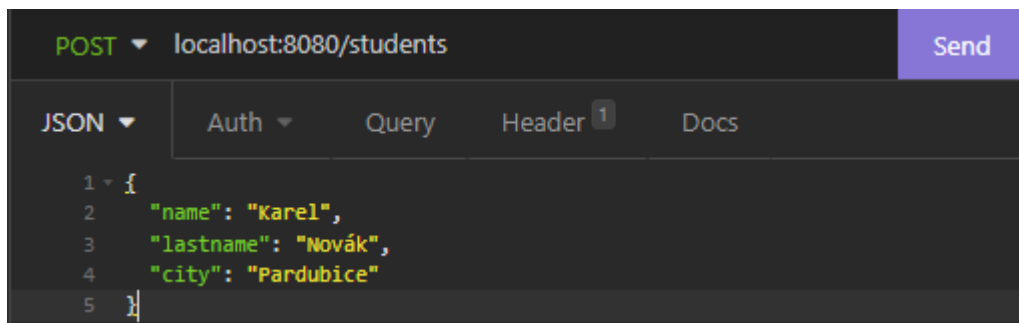 POST localhost:8080/students Send
JSON Auth Query Header 1 Docs
1 {
2 "name": "Karel",
3 "lastname": "Novák",
4 "city": "Pardubice"
5 }